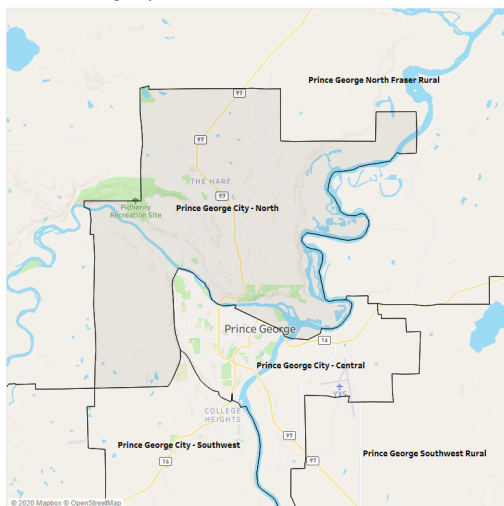 Prince George North Fraser Rural
97
97
THE HART
97
Pidherny
Recreation Site
Prince George City - North
Prince George
16
Prince George City - Central
YXS
COLLEGE
HEIGHTS
97
Prince George City - Southwest
16
97
Prince George Southwest Rural
© 2020 Mapbox © OpenStreetMap